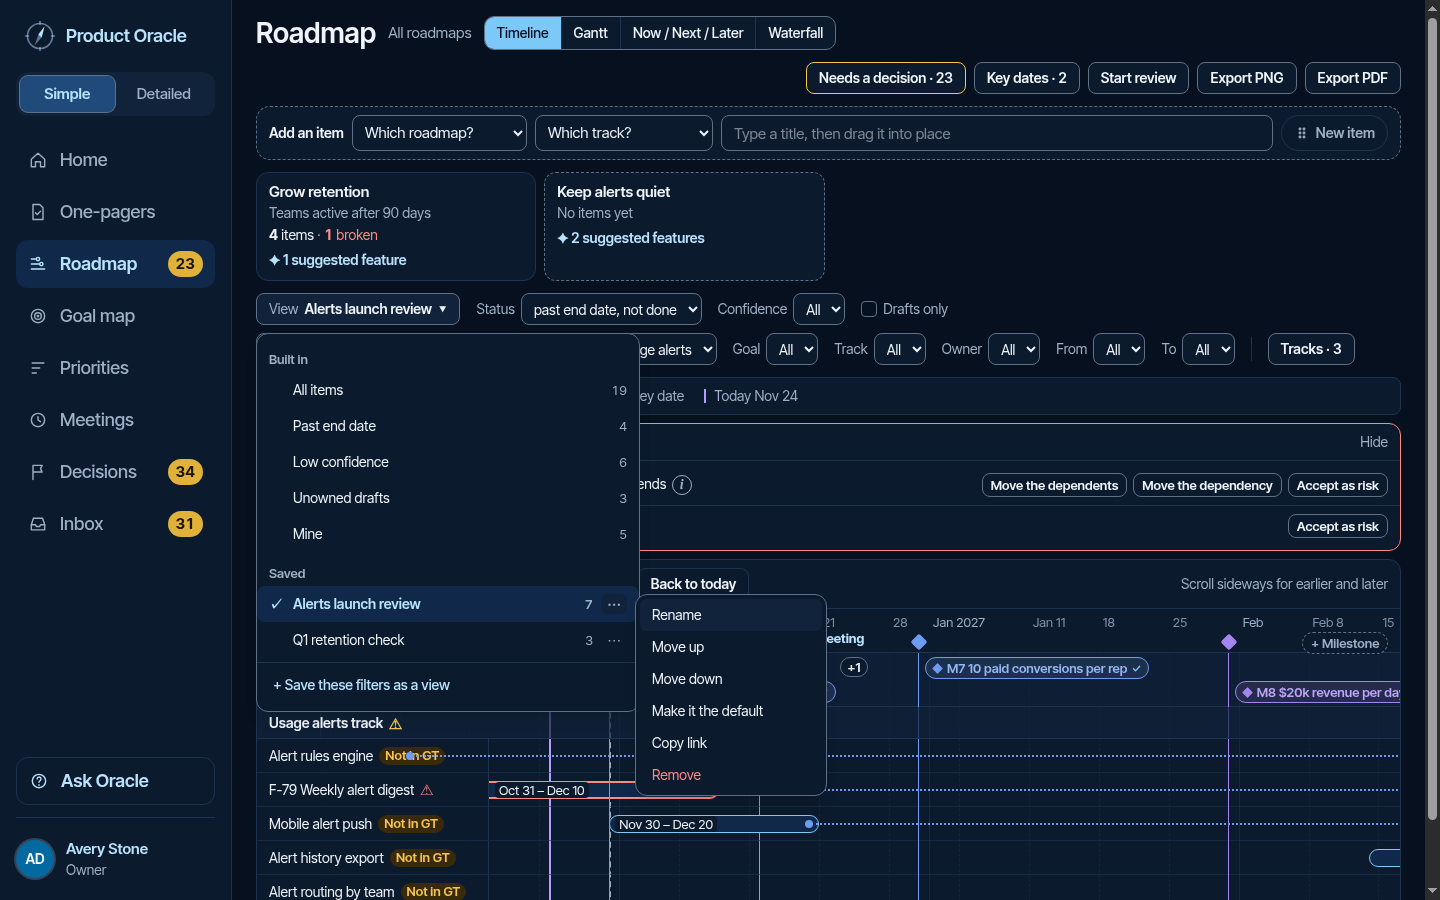 Product Oracle
Simple
Detailed
Home
One-pagers
Roadmap 23
Goal map
Priorities
Meetings
Decisions 34
Inbox 31
Ask Oracle
AD
Avery Stone
Owner
Roadmap All roadmaps Timeline Gantt Now / Next / Later Waterfall
Needs a decision · 23 Key dates · 2 Start review Export PNG Export PDF
Add an item Which roadmap? Which track? Type a title, then drag it into place New item
Grow retention
Teams active after 90 days
4 items · 1 broken
1 suggested feature
Keep alerts quiet
No items yet
2 suggested features
View Alerts launch review Status past end date, not done Confidence All Drafts only
ge alerts Goal All Track All Owner All From All To All Tracks · 3
ey date Today Nov 24
Hide
ends i Move the dependents Move the dependency Accept as risk
Accept as risk
Built in
All items 19
Past end date 4
Low confidence 6
Unowned drafts 3
Mine 5
Saved
✓ Alerts launch review 7 ...
Q1 retention check 3 ...
+ Save these filters as a view
Back to today Scroll sideways for earlier and later
Rename
Move up
Move down
Make it the default
Copy link
Remove
28 Jan 2027 Jan 11 18 25 Feb Feb 8 15
eeting + Milestone
+1 M7 10 paid conversions per rep ✓
M8 $20k revenue per da
Usage alerts track
Alert rules engine Not in GT
F-79 Weekly alert digest Oct 31 – Dec 10
Mobile alert push Not in GT Nov 30 – Dec 20
Alert history export Not in GT
Alert routing by team Not in GT